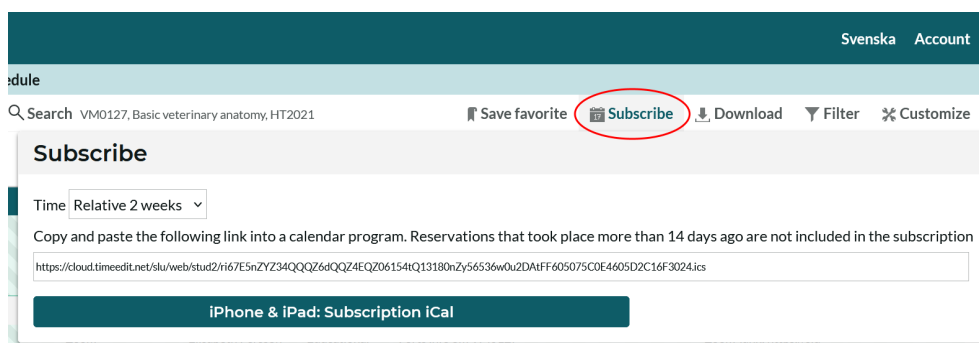 Svenska Account
edule
Search VM0127, Basic veterinary anatomy, HT2021 Save favorite 17 Subscribe Download Filter Customize
Subscribe
Time Relative 2 weeks
Copy and paste the following link into a calendar program. Reservations that took place more than 14 days ago are not included in the subscription
https://cloud.timeedit.net/slu/web/stud2/ri67E5nZYZ34QQQZ6dQQZ4EQZ06154tQ13180nZy56536w0u2DAtFF605075C0E4605D2C16F3024.ics
iPhone & iPad: Subscription iCal